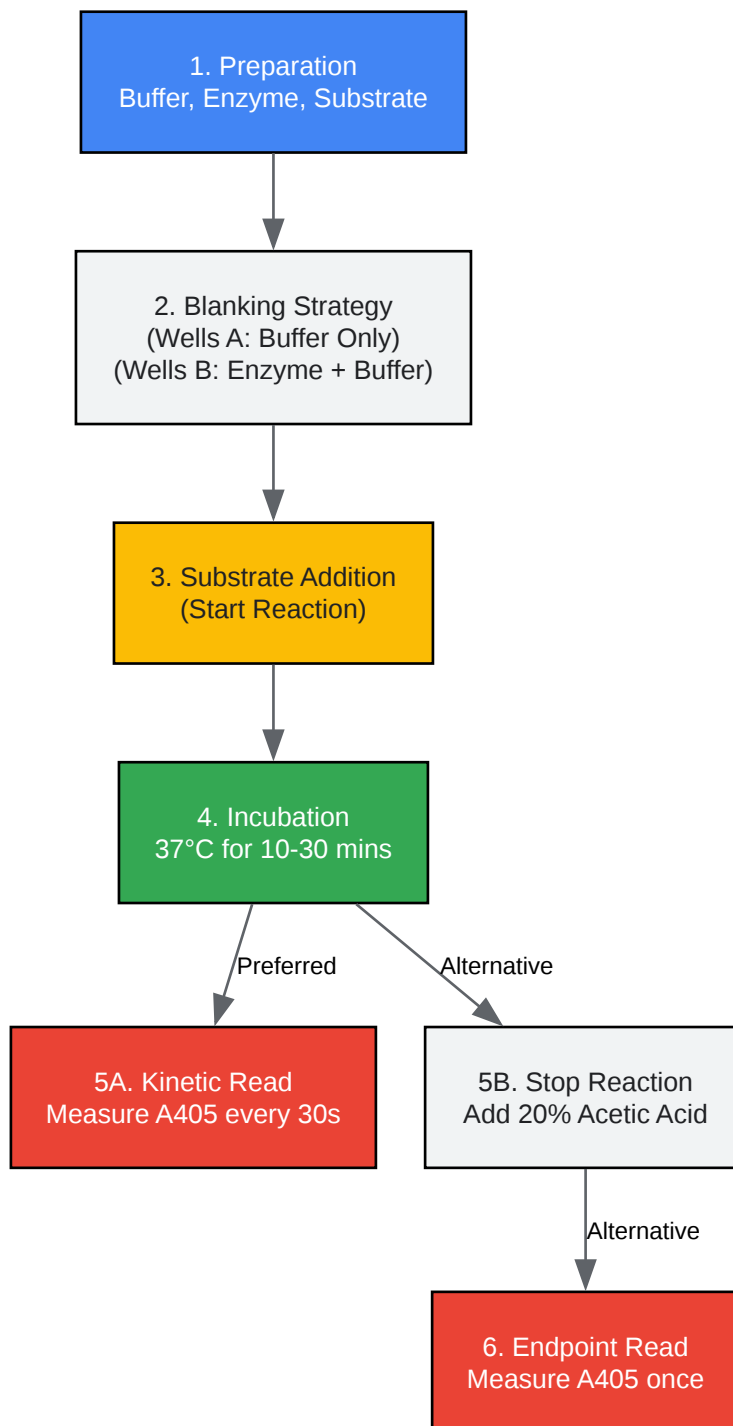 1. Preparation
Buffer, Enzyme, Substrate
2. Blanking Strategy
(Wells A: Buffer Only)
(Wells B: Enzyme + Buffer)
3. Substrate Addition
(Start Reaction)
4. Incubation
37°C for 10-30 mins
Preferred
Alternative
5A. Kinetic Read
Measure A405 every 30s
5B. Stop Reaction
Add 20% Acetic Acid
Alternative
6. Endpoint Read
Measure A405 once